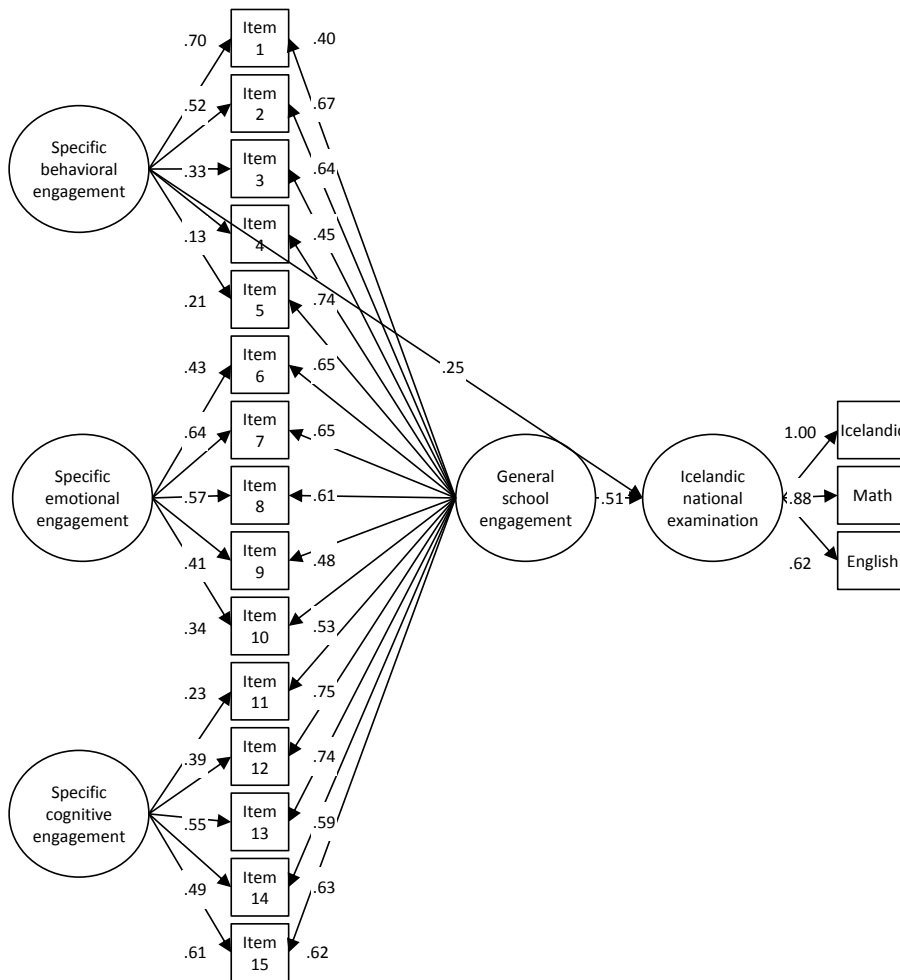 .70
Item
1
.40
.52
Item
2
.67
Specific
behavioral
engagement
.33
Item
3
.64
.13
Item
4
.45
.21
Item
5
.74
.25
.43
Item
6
.65
.64
Item
7
.65
Specific
emotional
engagement
.57
Item
8
.61
General
school
engagement
.51
Icelandic
national
examination
1.00
Icelandic
.88
Math
.62
English
.41
Item
9
.48
.34
Item
10
.53
.23
Item
11
.75
.39
Item
12
.74
Specific
cognitive
engagement
.55
Item
13
.59
.49
Item
14
.63
.61
Item
15
.62